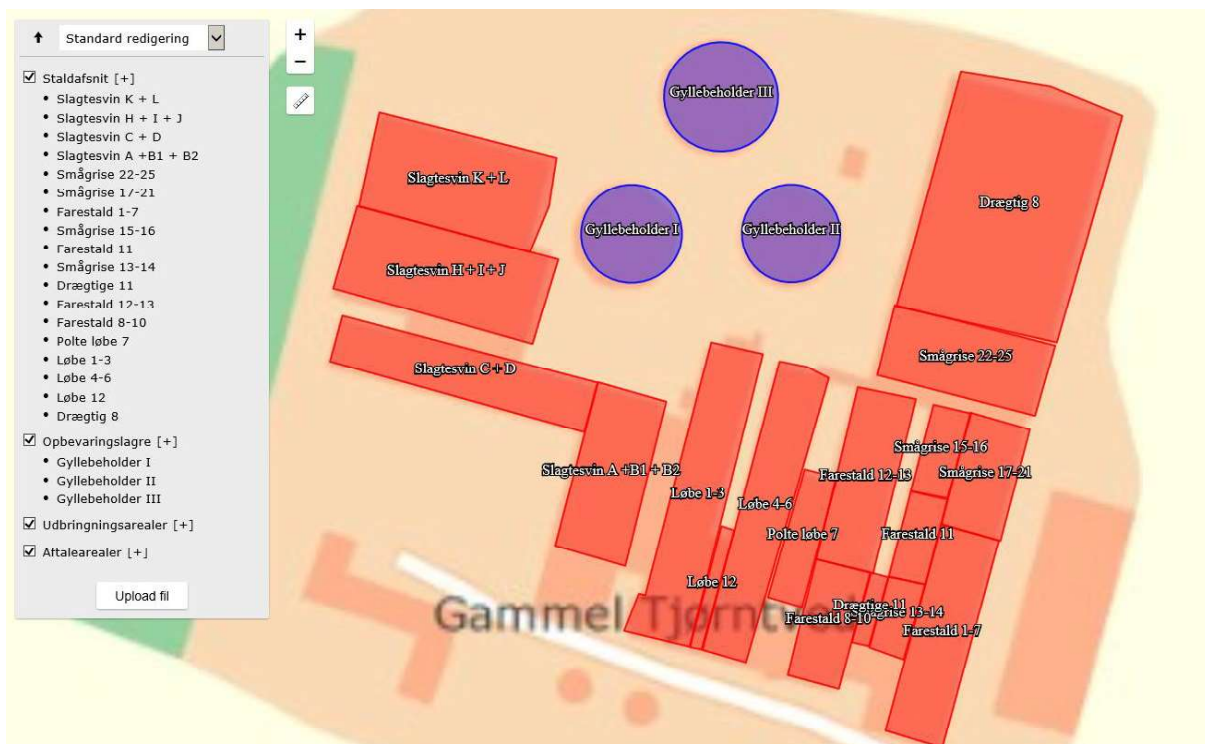 Standard redigering
Staldafsnit [+]
Slagtesvin K + L
Slagtesvin H + I + J
Slagtesvin C + D
Slagtesvin A +B1 + B2
Smågrise 22-25
Smågrise 17-21
Farestald 1-7
Smågrise 15-16
Farestald 11
Smågrise 13-14
Drægtige 11
Farestald 12-13
Farestald 8-10
Polte løbe 7
Løbe 1-3
Løbe 4-6
Løbe 12
Drægtig 8
Opbevaringslagre [+]
Gyllebeholder I
Gyllebeholder II
Gyllebeholder III
Udbringningsarealer [+]
Aftalearealer [+]
Upload fil
+
−
Gyllebeholder III
Slagtesvin K + L
Drægtig 8
Gyllebeholder I
Gyllebeholder II
Slagtesvin H + I + J
Smågrise 22-25
Slagtesvin C + D
Smågrise 15-16
Slagtesvin A +B1 + B2
Farestald 12-13
Smågrise 17-21
Løbe 1-3
Løbe 4-6
Polte løbe 7
Farestald 11
Løbe 12
Drægtige 11
Smågrise 13-14
Farestald 8-10
Farestald 1-7
Gammel Tjørntved